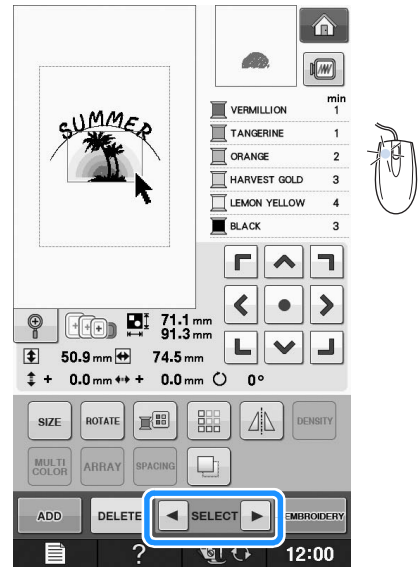 SUMMER
min
VERMILLION 1
TANGERINE 1
ORANGE 2
HARVEST GOLD 3
LEMON YELLOW 4
BLACK 3
71.1 mm
91.3 mm
50.9 mm 74.5 mm
+ 0.0 mm + 0.0 mm 0°
SIZE ROTATE DENSITY
MULTI COLOR ARRAY SPACING
ADD DELETE SELECT EMBROIDERY
? 12:00